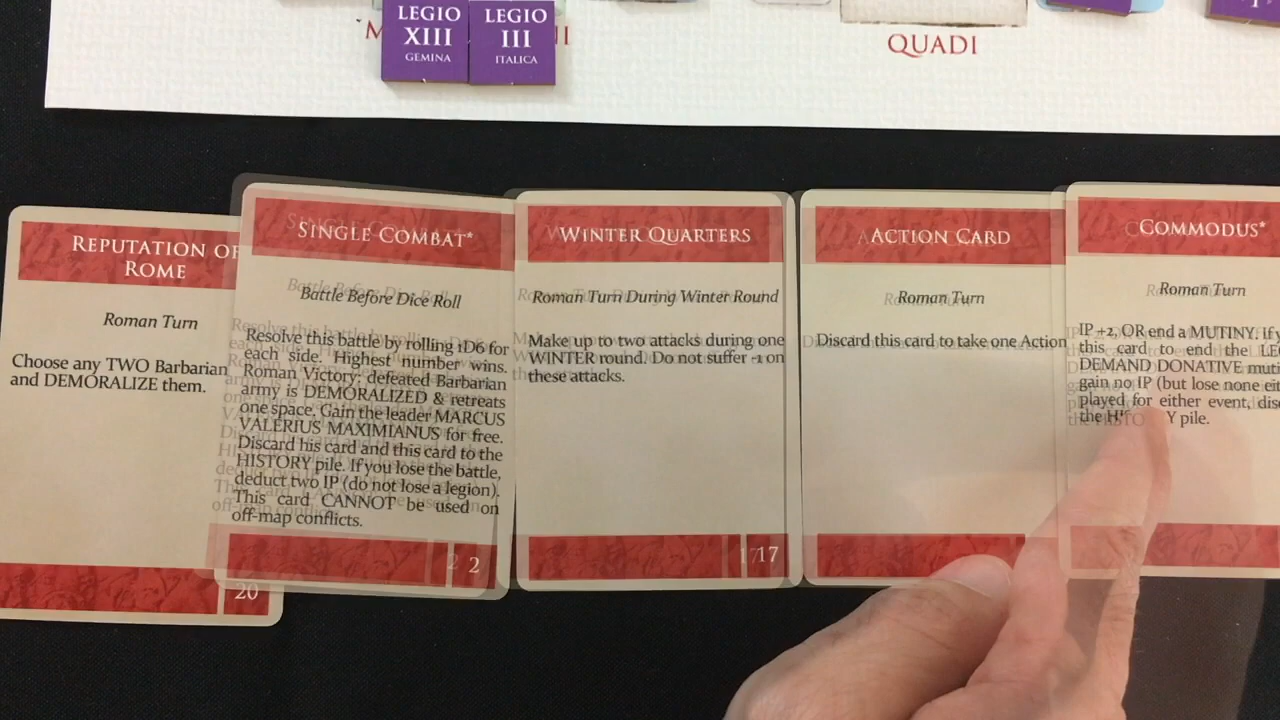 LEGIO
XIII
GEMINA
LEGIO
III
ITALICA
QUADI
REPUTATION OF
ROME
Roman Turn
Choose any TWO Barbarian
and DEMORALIZE them.
20
SINGLE COMBAT*
Battle Before Dice Roll
Resolve this battle by rolling 1D6 for
each side. Highest number wins.
Roman Victory: defeated Barbarian
army is DEMORALIZED & retreats
one space. Gain the leader MARCUS
VALERIUS MAXIMIANUS for free.
Discard his card and this card to the
HISTORY pile. If you lose the battle,
deduct two IP (do not lose a legion).
This card CANNOT be used on
off-map conflicts.
2
WINTER QUARTERS
Roman Turn During Winter Round
Make up to two attacks during one
WINTER round. Do not suffer -1 on
these attacks.
17
ACTION CARD
Roman Turn
Discard this card to take one Action
COMMODUS*
Roman Turn
IP +2, OR end a MUTINY. If
this card to end the
DEMAND DONATIVE
gain no IP (but lose none
played for either event,
the pile.